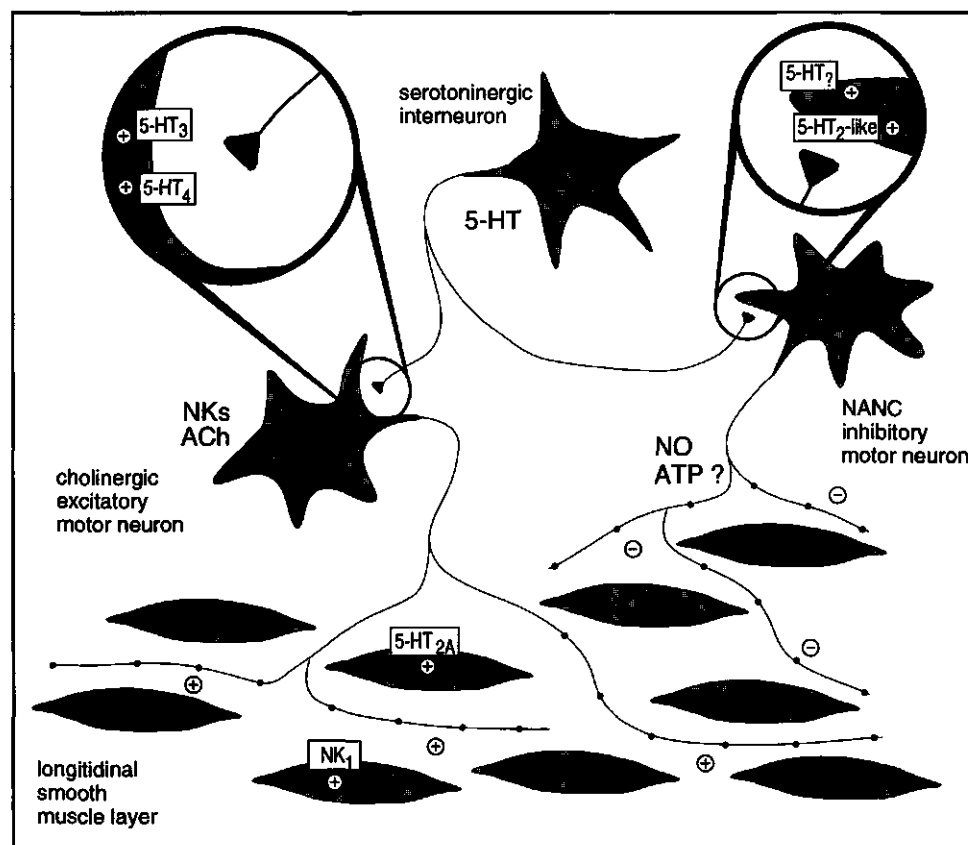 5-HT3
5-HT4
serotoninergic
interneuron
5-HT
5-HT?
5-HT2-like
NKs
ACh
cholinergic
excitatory
motor neuron
NANC
inhibitory
motor neuron
NO
ATP ?
5-HT2A
NK1
longitidinal
smooth
muscle layer
+
+
+
+
+
+
+
+
+
−
−
−